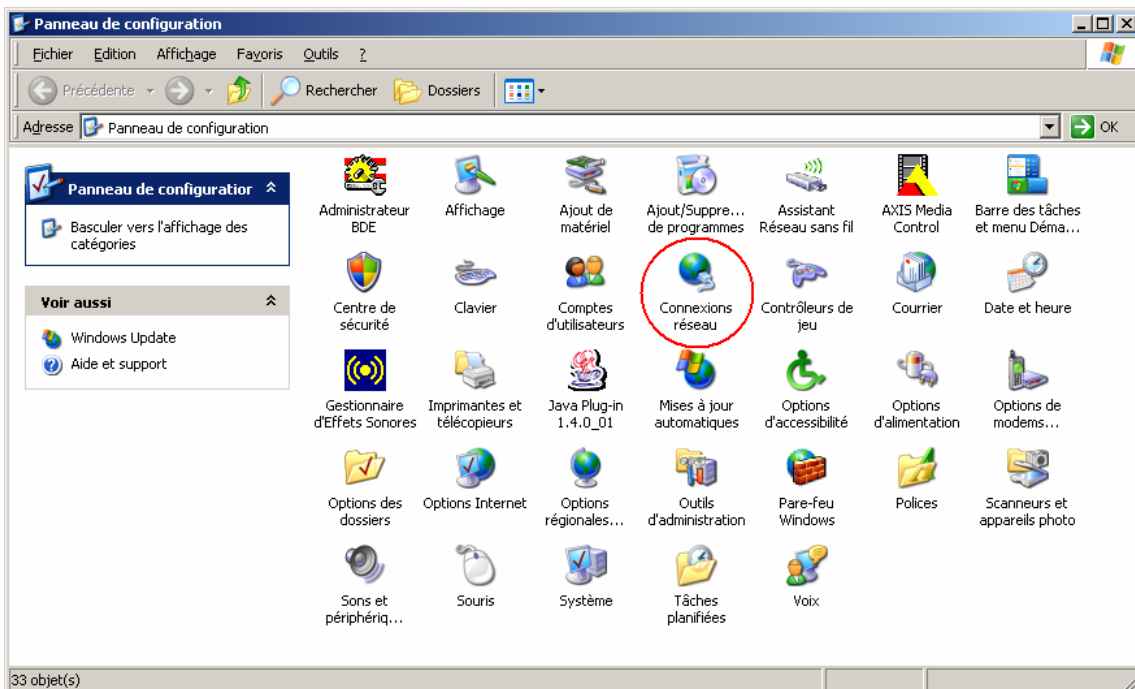 Panneau de configuration
Fichier Edition Affichage Favoris Outils ?
Précédente Rechercher Dossiers
Adresse Panneau de configuration OK
Panneau de configuration
Basculer vers l'affichage des
catégories
Voir aussi
Windows Update
Aide et support
Administrateur
BDE
Affichage
Ajout de
matériel
Ajout/Suppre...
de programmes
Assistant
Réseau sans fil
AXIS Media
Control
Barre des tâches
et menu Déma...
Centre de
sécurité
Clavier
Comptes
d'utilisateurs
Connexions
réseau
Contrôleurs de
jeu
Courrier
Date et heure
Gestionnaire
d'Effets Sonores
Imprimantes et
télécopieurs
Java Plug-in
1.4.0_01
Mises à jour
automatiques
Options
d'accessibilité
Options
d'alimentation
Options de
modems...
Options des
dossiers
Options Internet
Options
régionales...
Outils
d'administration
Pare-feu
Windows
Polices
Scanneurs et
appareils photo
Sons et
périphériq...
Souris
Système
Tâches
planifiées
Voix
33 objet(s)